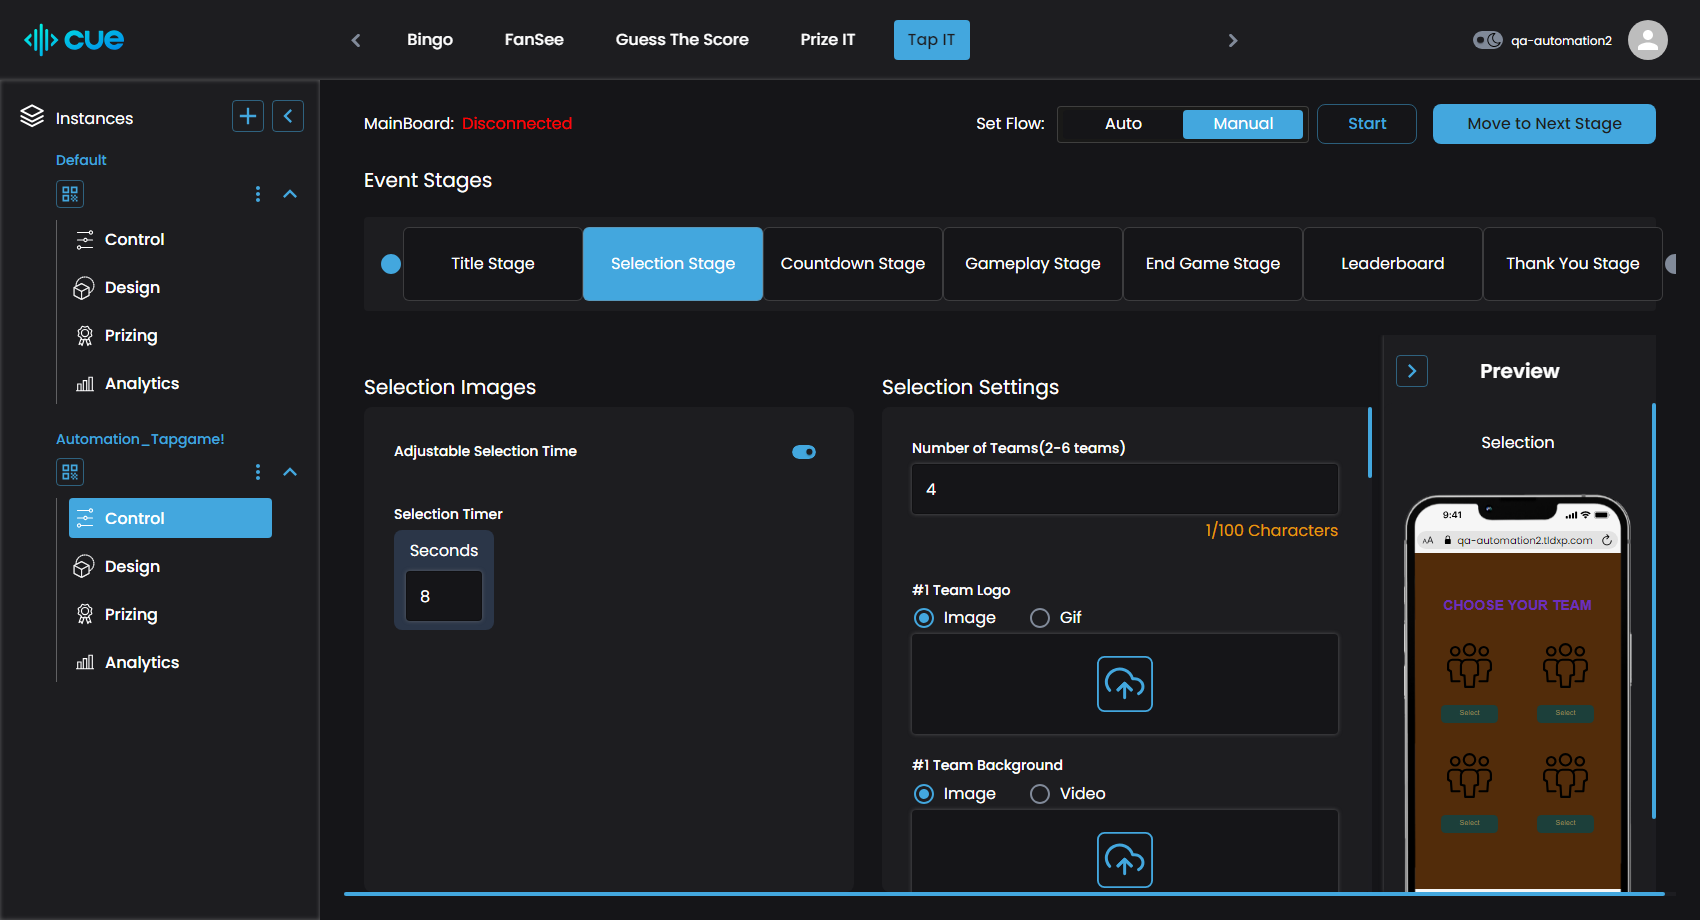 cue
Bingo
FanSee
Guess The Score
Prize IT
Tap IT
qa-automation2
Instances
Default
Control
Design
Prizing
Analytics
Automation_Tapgame!
Control
Design
Prizing
Analytics
MainBoard: Disconnected
Set Flow:
Auto
Manual
Start
Move to Next Stage
Event Stages
Title Stage
Selection Stage
Countdown Stage
Gameplay Stage
End Game Stage
Leaderboard
Thank You Stage
Selection Images
Adjustable Selection Time
Selection Timer
Seconds
8
Selection Settings
Number of Teams(2-6 teams)
4
1/100 Characters
#1 Team Logo
Image
Gif
#1 Team Background
Image
Video
Preview
Selection
9:41
AA qa-automation2.tldxp.com
CHOOSE YOUR TEAM
Select
Select
Select
Select